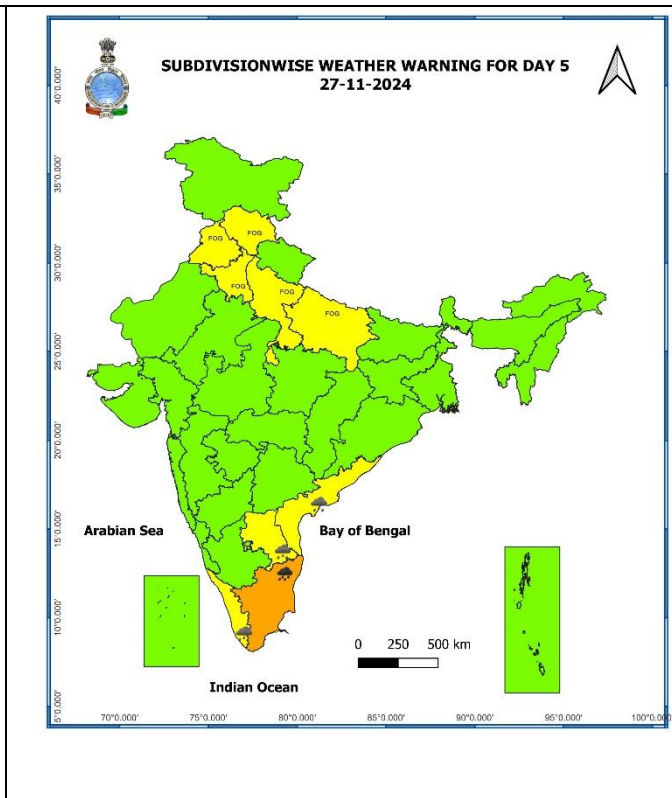 SUBDIVISIONWISE WEATHER WARNING FOR DAY 5
27-11-2024
40°0.000'
35°0.000'
FOG
FOG
30°0.000'
FOG
FOG
FOG
25°0.000'
20°0.000'
Arabian Sea
Bay of Bengal
15°0.000'
10°0.000'
0 250 500 km
Indian Ocean
5°0.000'
70°0.000' 75°0.000' 80°0.000' 85°0.000' 90°0.000' 95°0.000' 100°0.000'